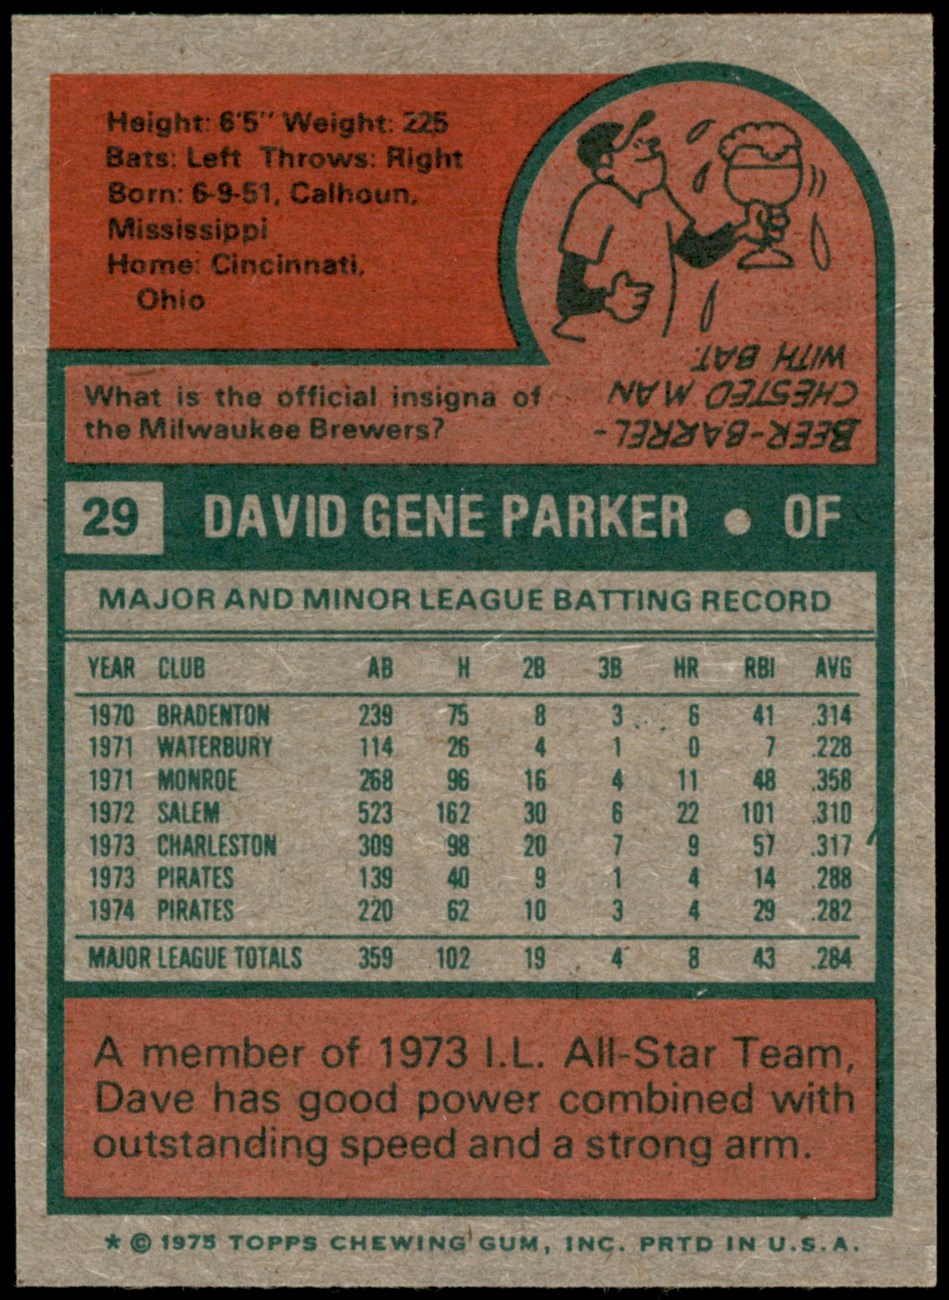 Height: 6'5" Weight: 225
Bats: Left Throws: Right
Born: 6-9-51, Calhoun,
Mississippi
Home: Cincinnati,
Ohio
What is the official insigna of
the Milwaukee Brewers?
BEER-BARREL-
CHESTED MAN
WITH BAT.
29 DAVID GENE PARKER • OF
MAJOR AND MINOR LEAGUE BATTING RECORD
YEAR CLUB AB H 2B 3B HR RBI AVG
1970 BRADENTON 239 75 8 3 6 41 .314
1971 WATERBURY 114 26 4 1 0 7 .228
1971 MONROE 268 96 16 4 11 48 .358
1972 SALEM 523 162 30 6 22 101 .310
1973 CHARLESTON 309 98 20 7 9 57 .317
1973 PIRATES 139 40 9 1 4 14 .288
1974 PIRATES 220 62 10 3 4 29 .282
MAJOR LEAGUE TOTALS 359 102 19 4 8 43 .284
A member of 1973 I.L. All-Star Team,
Dave has good power combined with
outstanding speed and a strong arm.
* © 1975 TOPPS CHEWING GUM, INC. PRTD IN U.S.A.